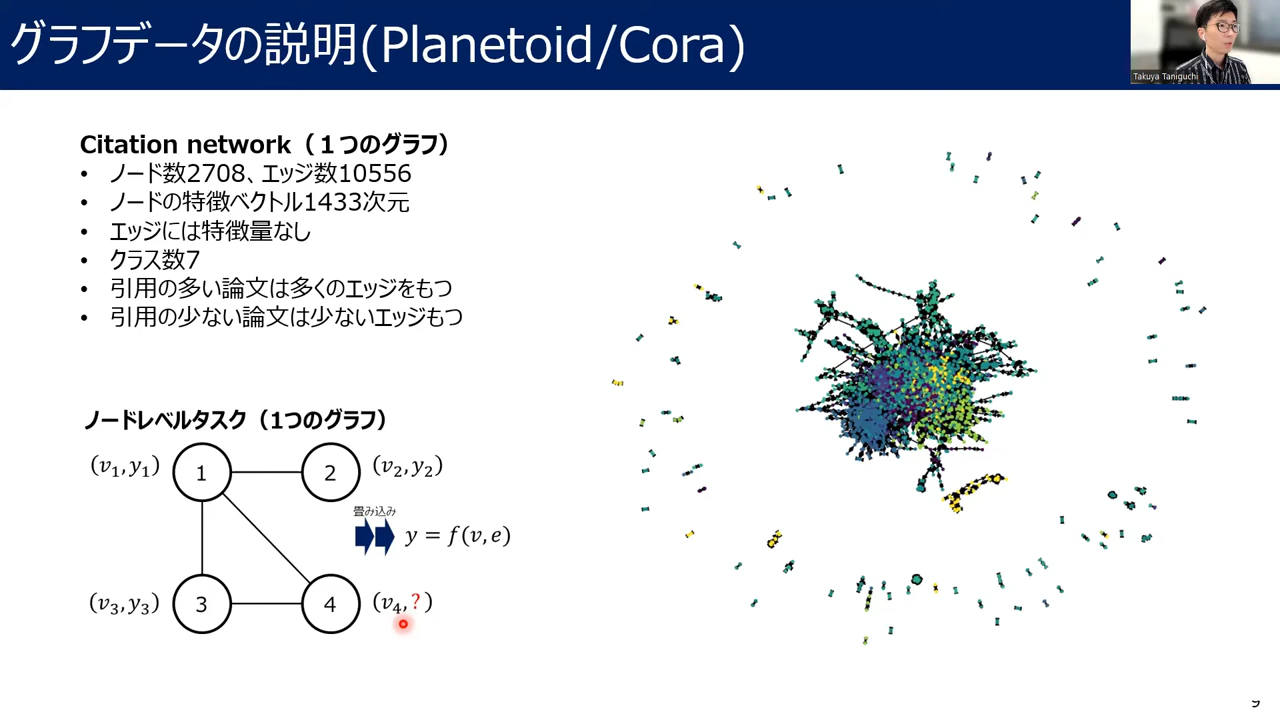 グラフデータの説明(Planetoid/Cora)
Takuya Taniguchi
Citation network（１つのグラフ）
• ノード数2708、エッジ数10556
• ノードの特徴ベクトル1433次元
• エッジには特徴量なし
• クラス数7
• 引用の多い論文は多くのエッジをもつ
• 引用の少ない論文は少ないエッジもつ
ノードレベルタスク（1つのグラフ）
(v₁,y₁) 1 2 (v₂,y₂)
畳み込み
y = f(v,e)
(v₃,y₃) 3 4 (v₄,?)
9